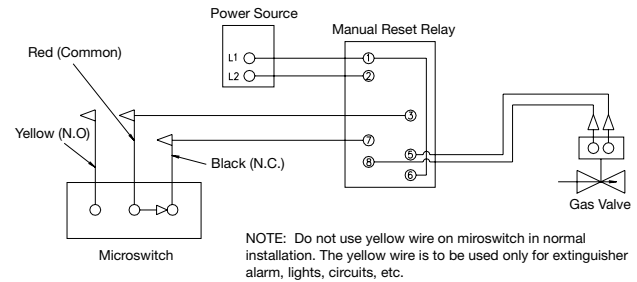 Power Source
Manual Reset Relay
Red (Common)
L1
L2
1
2
3
Yellow (N.O)
7
Black (N.C.)
5
8
6
Gas Valve
Microswitch
NOTE: Do not use yellow wire on miroswitch in normal
installation. The yellow wire is to be used only for extinguisher
alarm, lights, circuits, etc.